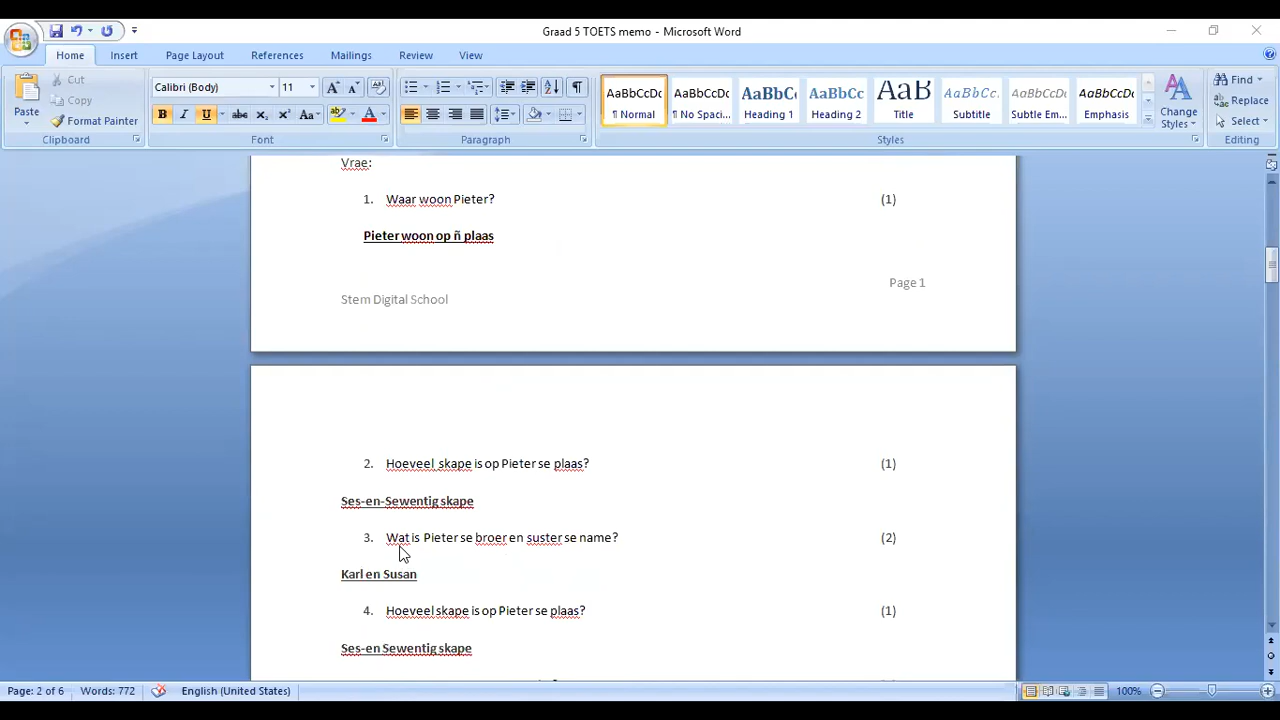 Graad 5 TOETS memo - Microsoft Word
Home Insert Page Layout References Mailings Review View
Paste
Cut
Copy
Format Painter
Clipboard
Calibri (Body) 11
B I U abc X₂ X² Aa
Font
Paragraph
AaBbCcDc AaBbCcDc AaBbC AaBbCc AaB AaBbCc. AaBbCcDc AaBbCcDc
¶ Normal ¶ No Spaci... Heading 1 Heading 2 Title Subtitle Subtle Em... Emphasis
Change Styles
Styles
Find
Replace
Select
Editing
Vrae:
1. Waar woon Pieter? (1)
Pieter woon op ñ plaas
Page 1
Stem Digital School
2. Hoeveel skape is op Pieter se plaas? (1)
Ses-en-Sewentig skape
3. Wat is Pieter se broer en suster se name? (2)
Karl en Susan
4. Hoeveel skape is op Pieter se plaas? (1)
Ses-en Sewentig skape
Page: 2 of 6 Words: 772 English (United States) 100%